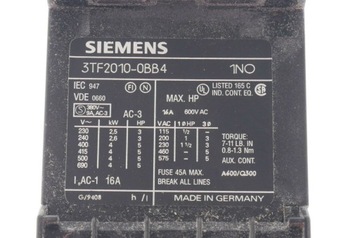 SIEMENS
3TF2010-0BB4 1NO
IEC 947
VDE 0660
AC-3
V~ kW HP
230 2,5 3
240 2,6 3
400 4 5
415 4 5
500 4 5
690 4 5
I,AC-1 16A
G/9408 h/i
LISTED 165 C
IND. CONT. EQ.
MAX. HP
16A 600V AC
VAC 1Ø 3Ø
115 1/2 -
200 1 3
230 1 1/2 3
460 - 5
575 - 5
TORQUE:
7-11 LB. IN
0.8-1.3 Nm
AUX. CONT.
A600/Q300
FUSE 45A MAX.
BREAK ALL LINES
MADE IN GERMANY